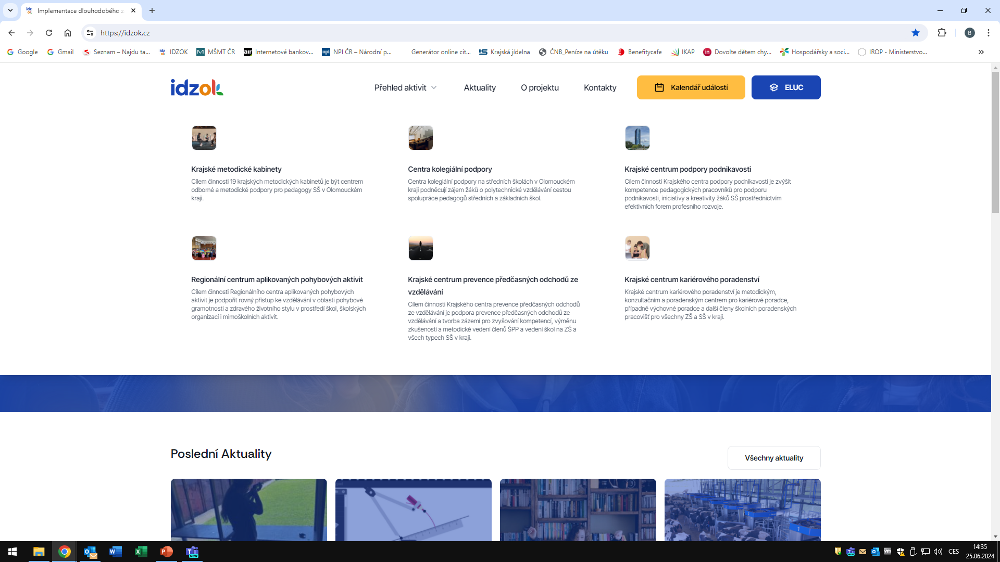 Implementace dlouhodobého z
https://idzok.cz
B
Google
Gmail
Seznam – Najdu ta...
IDZOK
MŠMT ČR
Internetové bankov...
NPI ČR – Národní p...
Generátor online cit...
Krajská jídelna
ČNB_Peníze na útěku
Benefitycafe
IKAP
Dovolte dětem chy...
Hospodářsky a soci...
IROP - Ministerstvo...
idzok
Přehled aktivit
Aktuality
O projektu
Kontakty
Kalendář událostí
ELUC
Krajské metodické kabinety
Cílem činnosti 19 krajských metodických kabinetů je být centrem
odborné a metodické podpory pro pedagogy SŠ v Olomouckém
kraji.
Centra kolegiální podpory
Centra kolegiální podpory na středních školách v Olomouckém
kraji podněcují zájem žáků o polytechnické vzdělávání cestou
spolupráce pedagogů středních a základních škol.
Krajské centrum podpory podnikavosti
Cílem činnosti Krajského centra podpory podnikavosti je zvýšit
kompetence pedagogických pracovníků pro podporu
podnikavosti, iniciativy a kreativity žáků SŠ prostřednictvím
efektivních forem profesního rozvoje.
Regionální centrum aplikovaných pohybových aktivit
Cílem činnosti Regionálního centra aplikovaných pohybových
aktivit je podpořit rovný přístup ke vzdělávání v oblasti pohybové
gramotnosti a zdravého životního stylu v prostředí škol, školských
organizací i mimoškolních aktivit.
Krajské centrum prevence předčasných odchodů ze
vzdělávání
Cílem činnosti Krajského centra prevence předčasných odchodů
ze vzdělávání je podpora prevence předčasných odchodů ze
vzdělávání a tvorba zázemí pro zvyšování kompetencí, výměnu
zkušeností a metodické vedení členů ŠPP a vedení škol na ZŠ a
všech typech SŠ v kraji.
Krajské centrum kariérového poradenství
Krajské centrum kariérového poradenství je metodickým,
konzultačním a poradenským centrem pro kariérové poradce,
případně výchovné poradce a další členy školních poradenských
pracovišť pro všechny ZŠ a SŠ v kraji.
Poslední Aktuality
Všechny aktuality
CES
14:35
25.06.2024